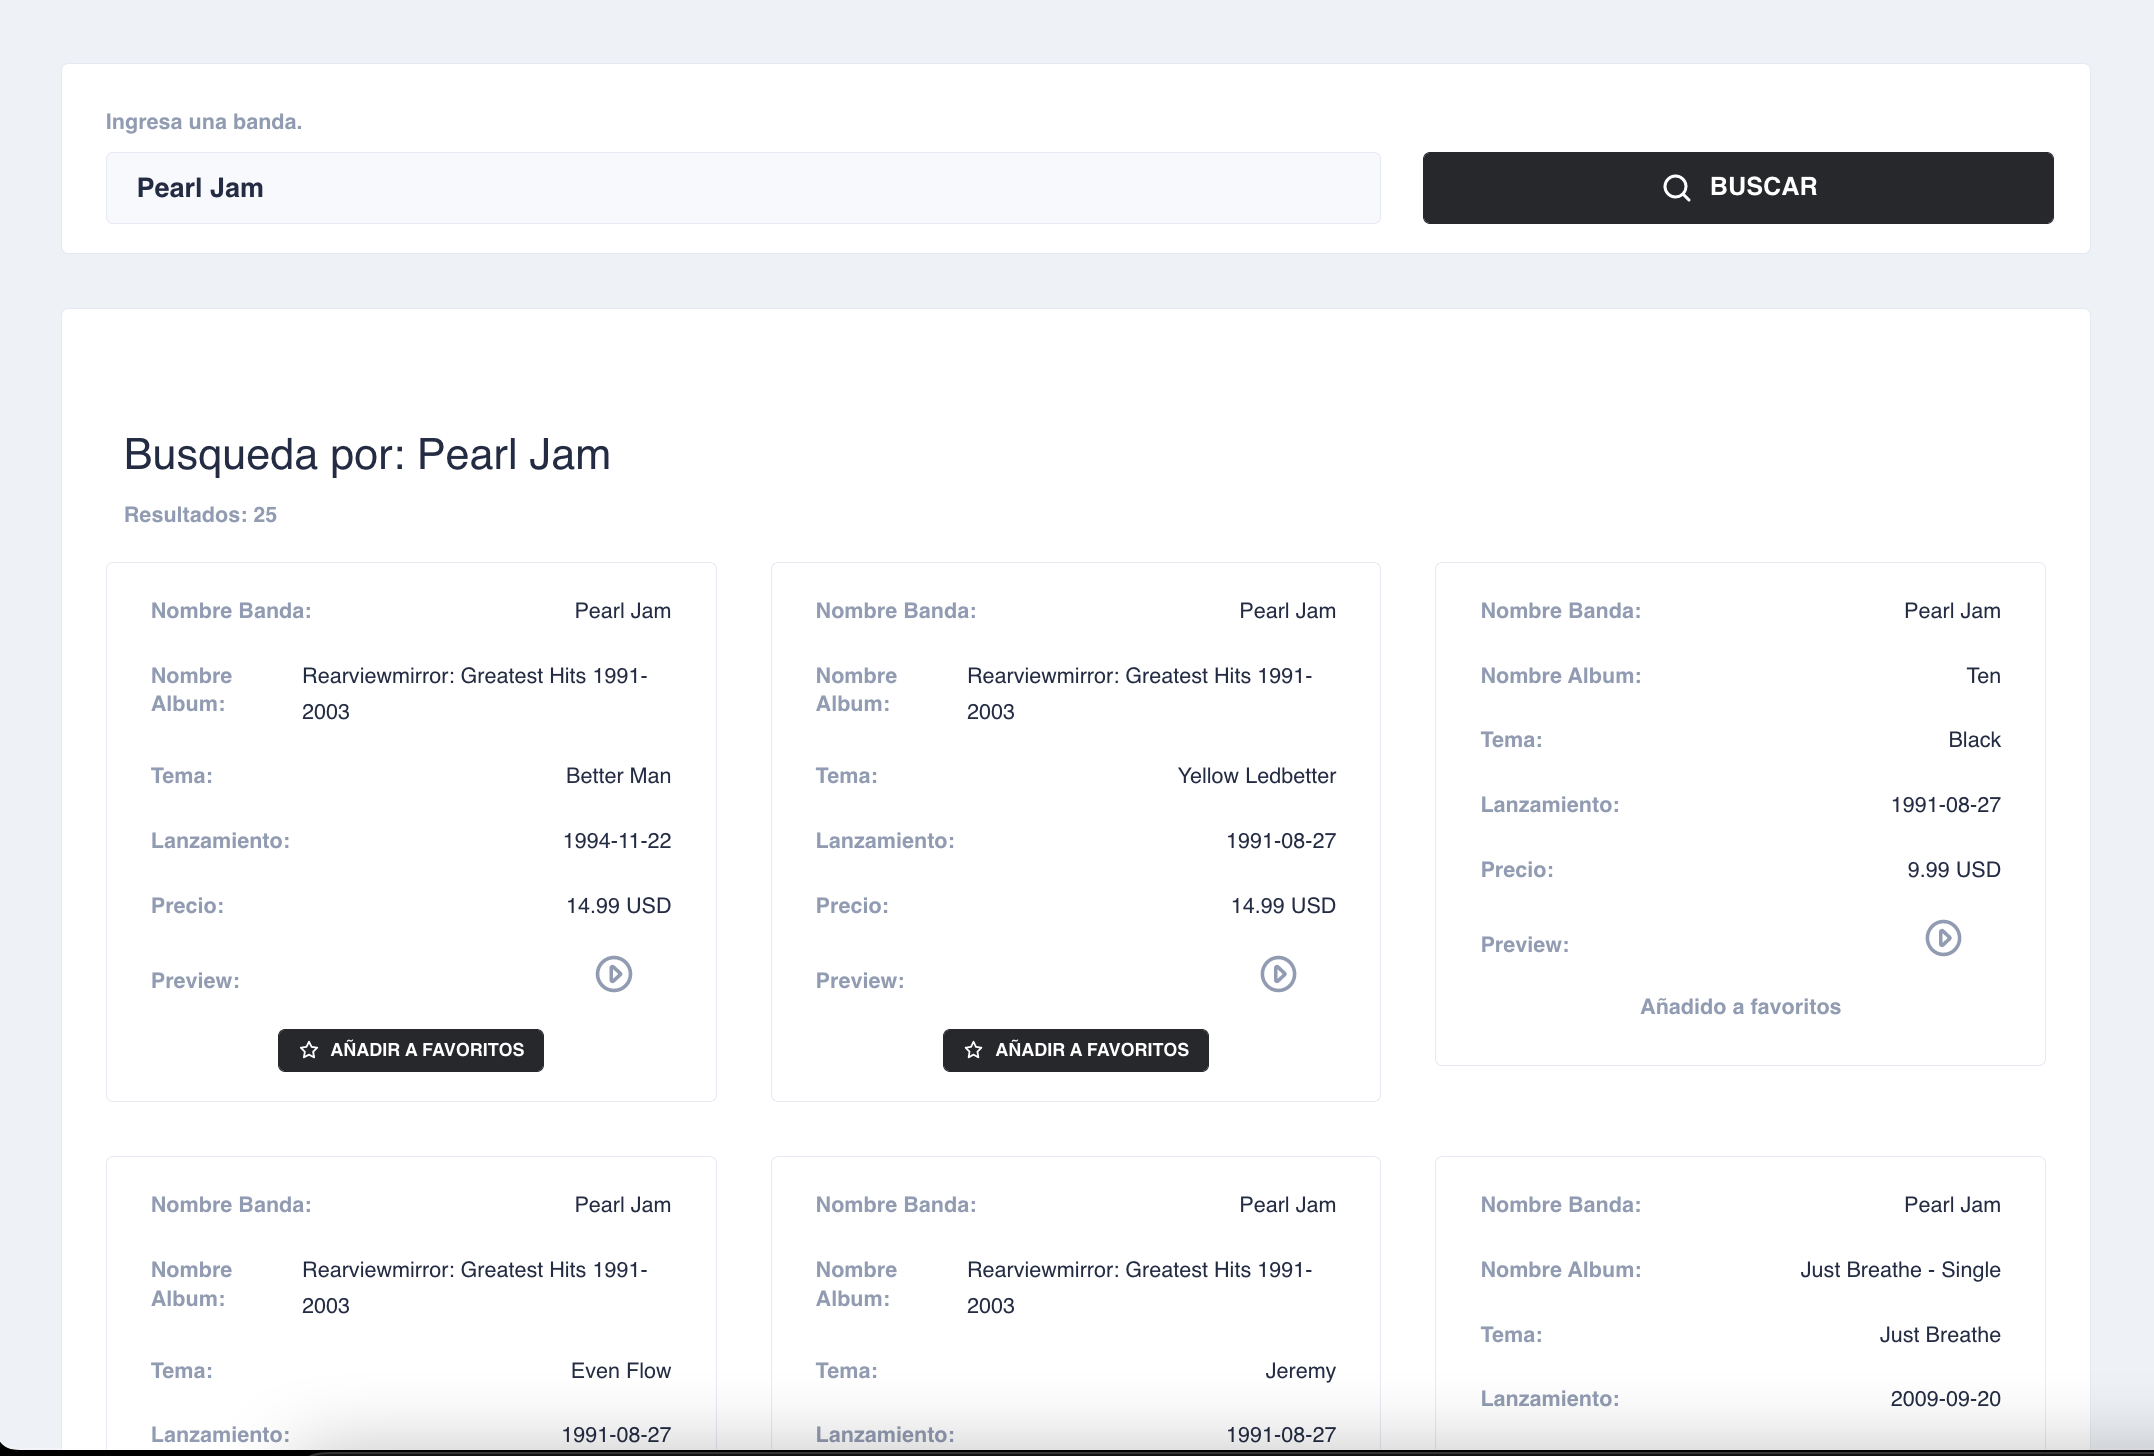 Ingresa una banda.
Pearl Jam
BUSCAR
Busqueda por: Pearl Jam
Resultados: 25
Nombre Banda: Pearl Jam
Nombre Album: Rearviewmirror: Greatest Hits 1991-
2003
Tema: Better Man
Lanzamiento: 1994-11-22
Precio: 14.99 USD
Preview:
AÑADIR A FAVORITOS
Nombre Banda: Pearl Jam
Nombre Album: Rearviewmirror: Greatest Hits 1991-
2003
Tema: Yellow Ledbetter
Lanzamiento: 1991-08-27
Precio: 14.99 USD
Preview:
AÑADIR A FAVORITOS
Nombre Banda: Pearl Jam
Nombre Album: Ten
Tema: Black
Lanzamiento: 1991-08-27
Precio: 9.99 USD
Preview:
Añadido a favoritos
Nombre Banda: Pearl Jam
Nombre Album: Rearviewmirror: Greatest Hits 1991-
2003
Tema: Even Flow
Lanzamiento: 1991-08-27
Nombre Banda: Pearl Jam
Nombre Album: Rearviewmirror: Greatest Hits 1991-
2003
Tema: Jeremy
Lanzamiento: 1991-08-27
Nombre Banda: Pearl Jam
Nombre Album: Just Breathe - Single
Tema: Just Breathe
Lanzamiento: 2009-09-20